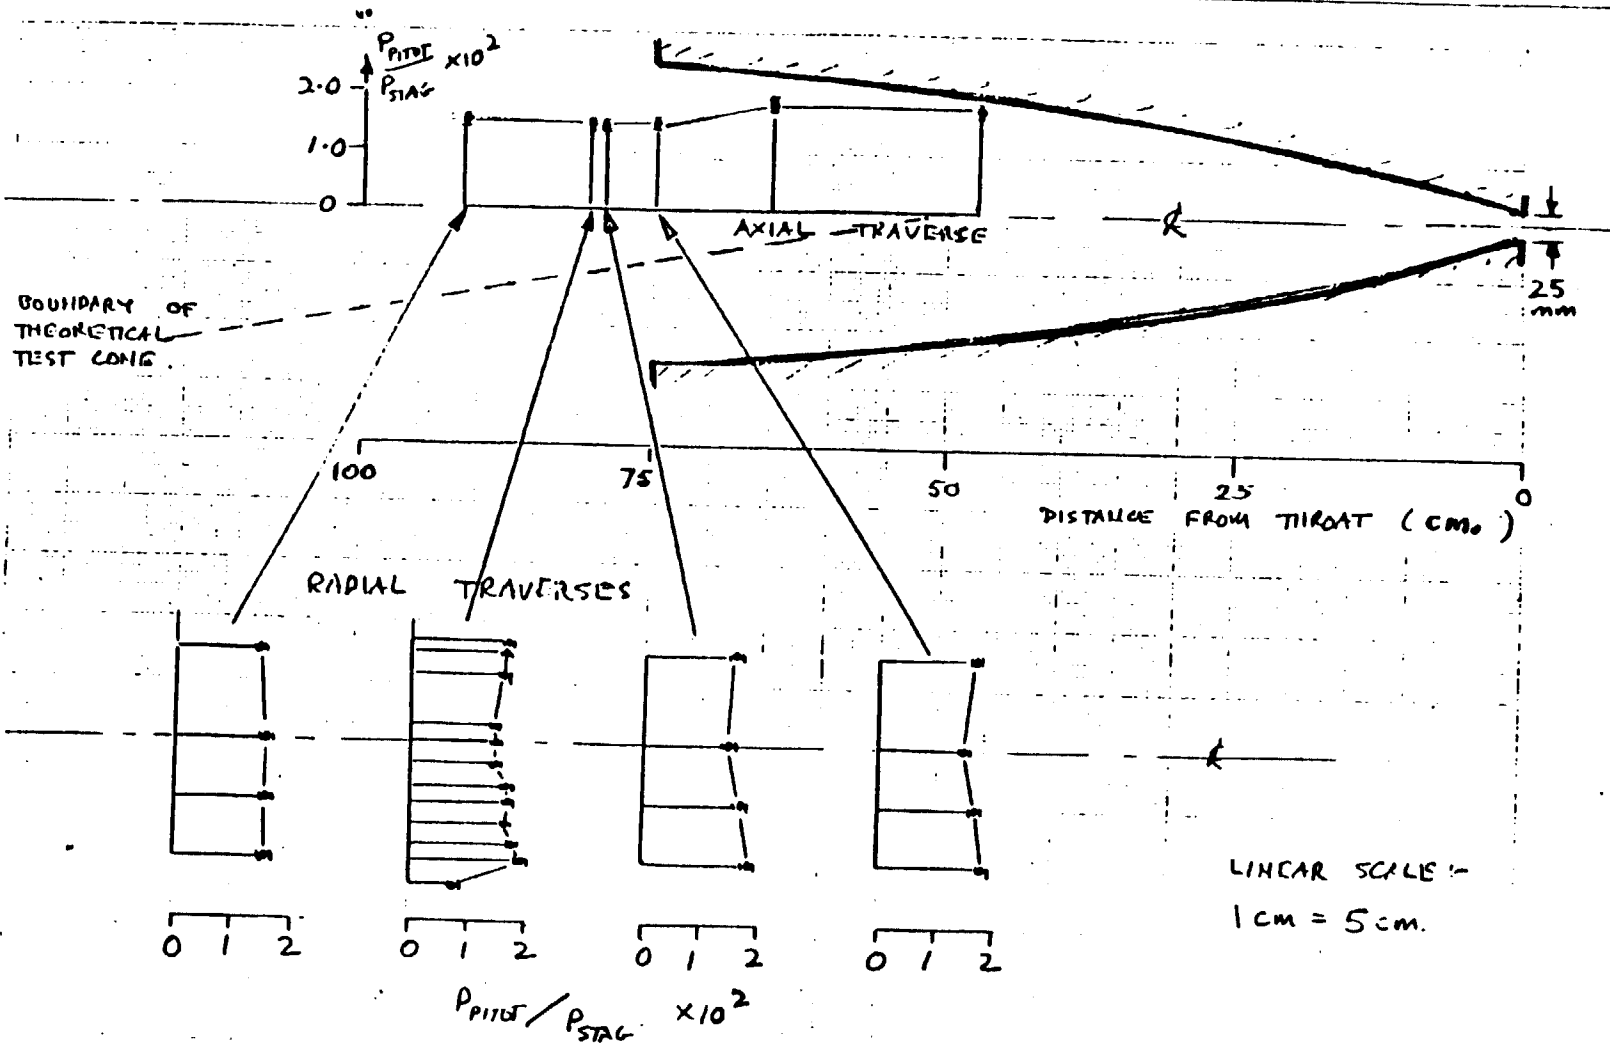 P_PITOT / P_STAG ×10²
2.0
1.0
0
AXIAL TRAVERSE
℄
25
mm
BOUNDARY OF
THEORETICAL
TEST CONE
100 75 50 25 0
DISTANCE FROM THROAT (cm.)
RADIAL TRAVERSES
℄
LINEAR SCALE :-
1 cm = 5 cm.
0 1 2 0 1 2 0 1 2 0 1 2
P_PITOT / P_STAG ×10²